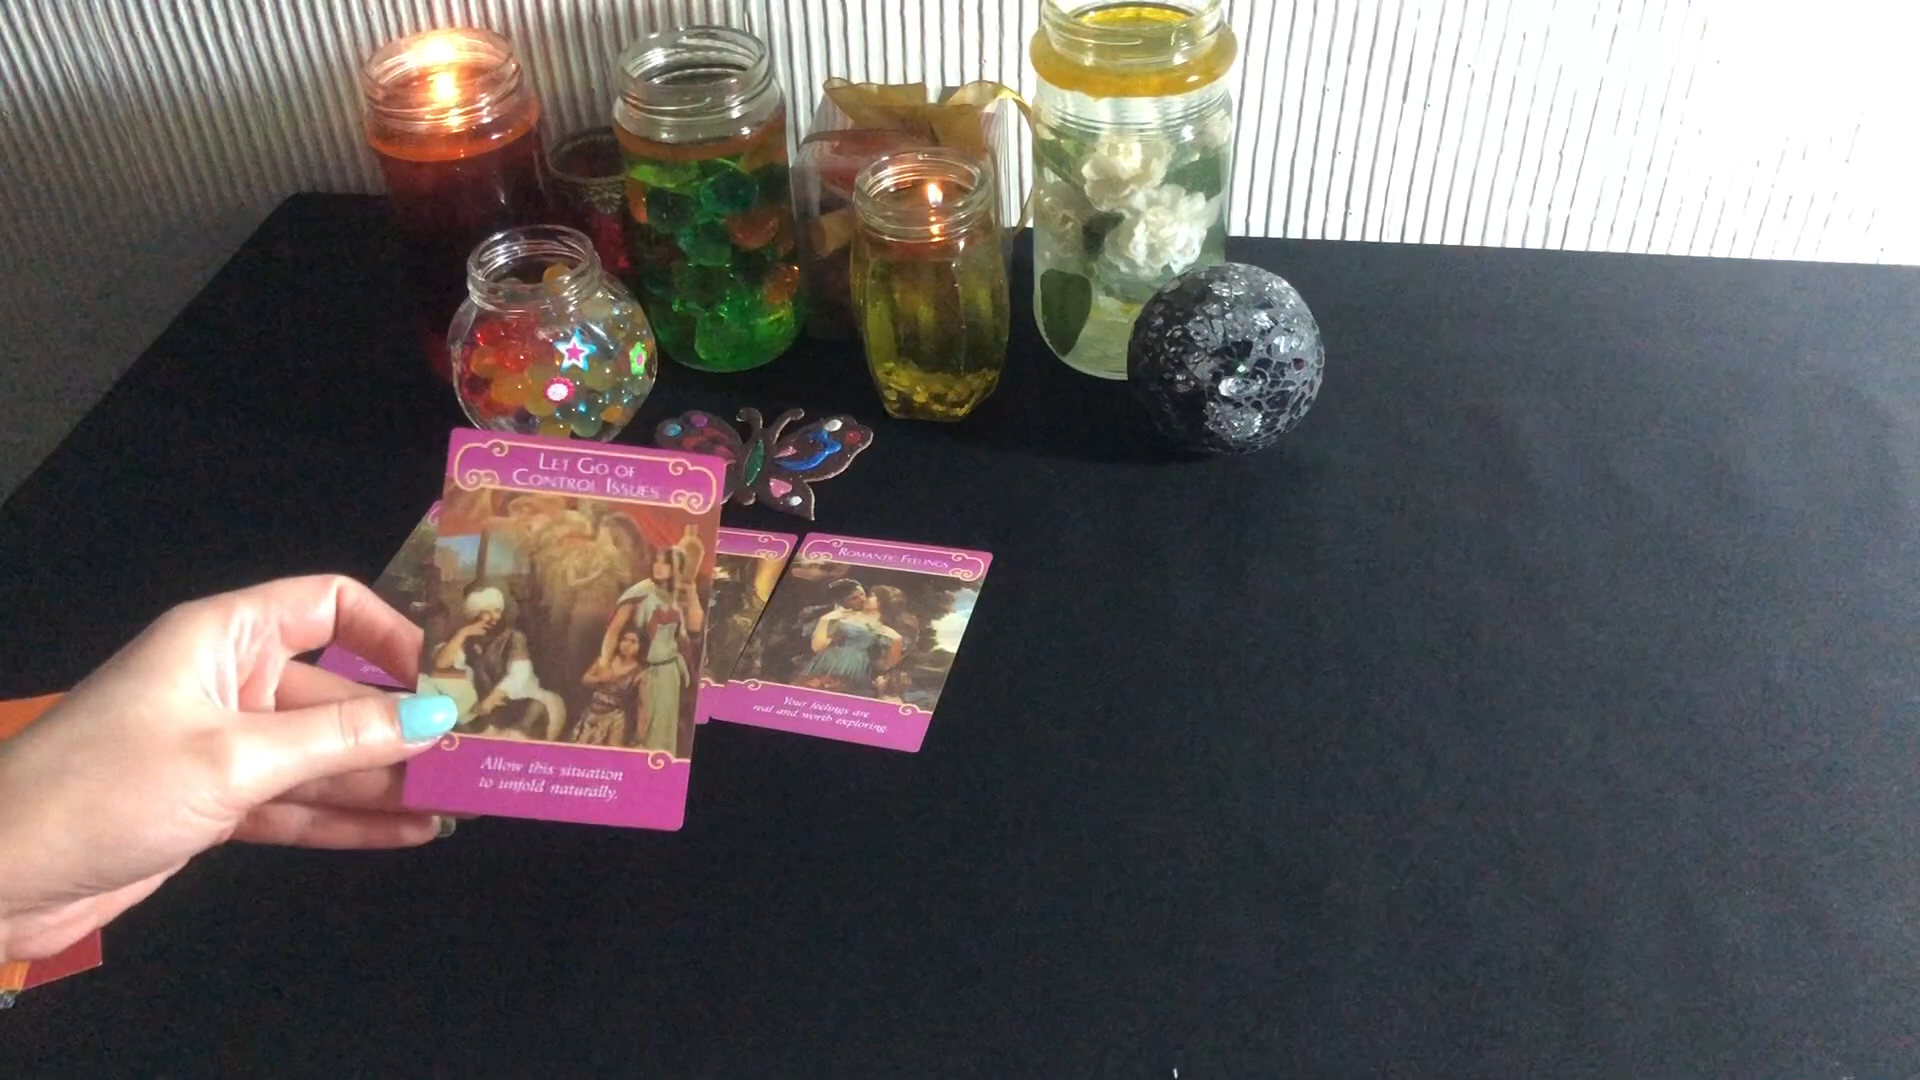 LET GO OF
CONTROL ISSUES
Allow this situation
to unfold naturally.
ROMANTIC FEELINGS
Your feelings are
real and worth exploring.